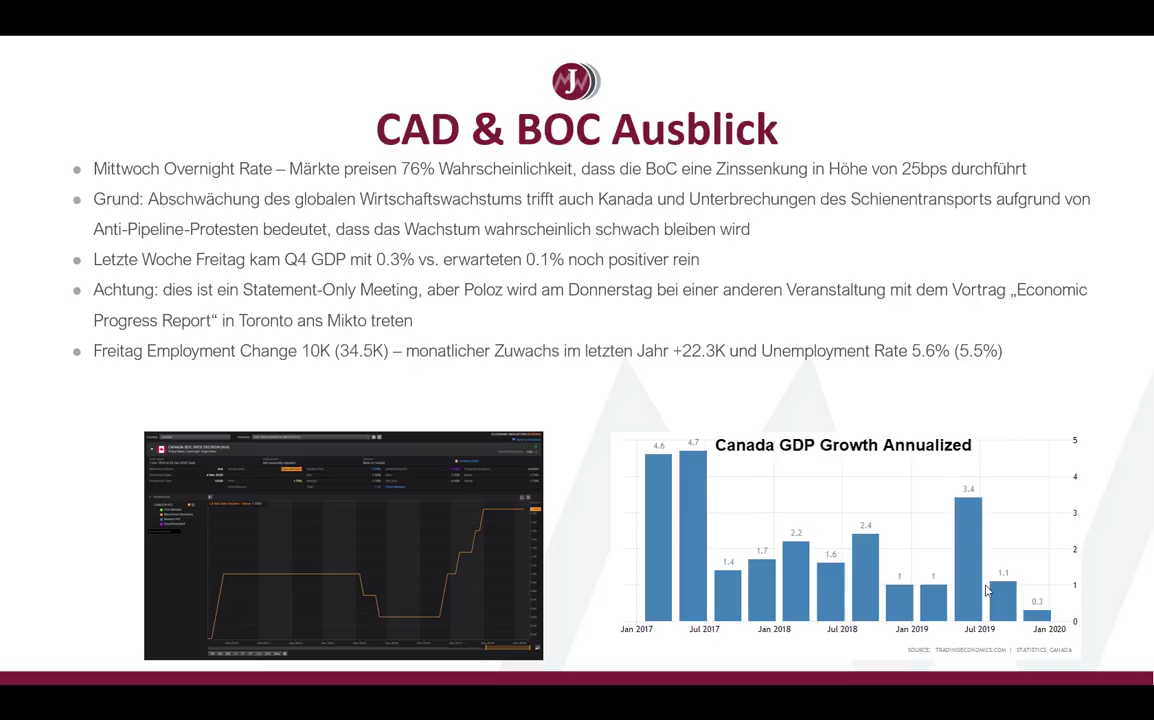 J
CAD & BOC Ausblick
Mittwoch Overnight Rate – Märkte preisen 76% Wahrscheinlichkeit, dass die BoC eine Zinssenkung in Höhe von 25bps durchführt
Grund: Abschwächung des globalen Wirtschaftswachstums trifft auch Kanada und Unterbrechungen des Schienentransports aufgrund von
Anti-Pipeline-Protesten bedeutet, dass das Wachstum wahrscheinlich schwach bleiben wird
Letzte Woche Freitag kam Q4 GDP mit 0.3% vs. erwarteten 0.1% noch positiver rein
Achtung: dies ist ein Statement-Only Meeting, aber Poloz wird am Donnerstag bei einer anderen Veranstaltung mit dem Vortrag „Economic
Progress Report“ in Toronto ans Mikto treten
Freitag Employment Change 10K (34.5K) – monatlicher Zuwachs im letzten Jahr +22.3K und Unemployment Rate 5.6% (5.5%)
CANADA BOC RATE DECISION
Canada GDP Growth Annualized
4.6 4.7 1.4 1.7 2.2 1.6 2.4 1 1 3.4 1.1 0.3
5
4
3
2
1
0
Jan 2017 Jul 2017 Jan 2018 Jul 2018 Jan 2019 Jul 2019 Jan 2020
SOURCE: TRADINGECONOMICS.COM | STATISTICS CANADA